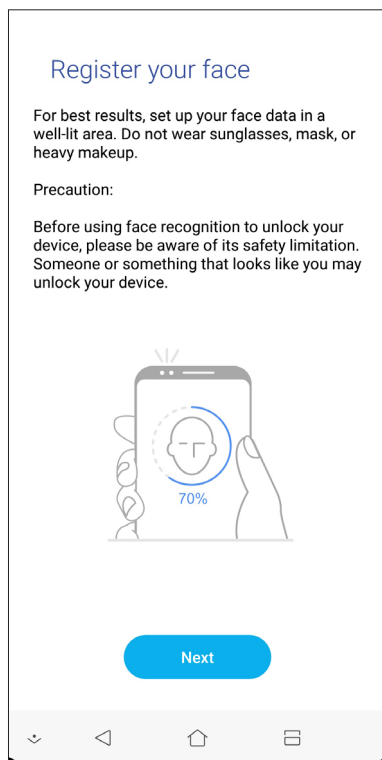 Register your face
For best results, set up your face data in a
well-lit area. Do not wear sunglasses, mask, or
heavy makeup.
Precaution:
Before using face recognition to unlock your
device, please be aware of its safety limitation.
Someone or something that looks like you may
unlock your device.
70%
Next